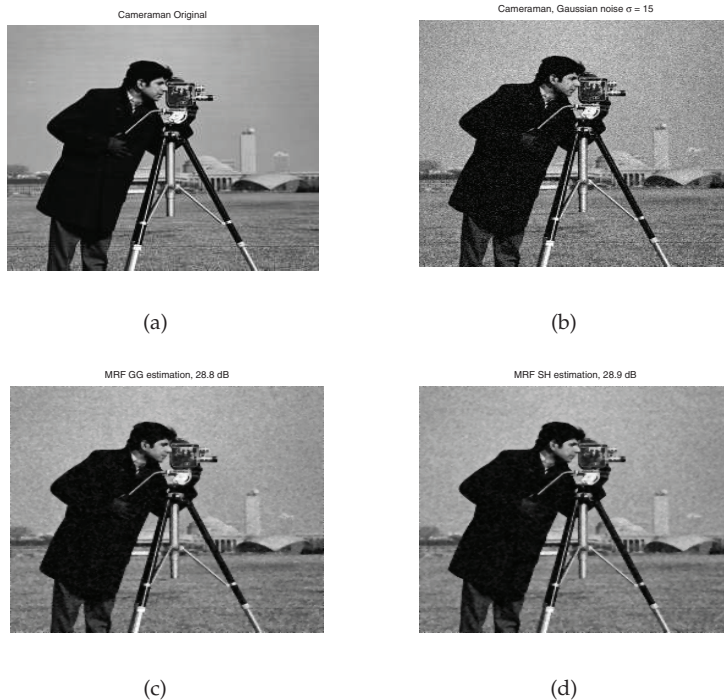 Cameraman Original
Cameraman, Gaussian noise σ = 15
(a)
(b)
MRF GG estimation, 28.8 dB
MRF SH estimation, 28.9 dB
(c)
(d)